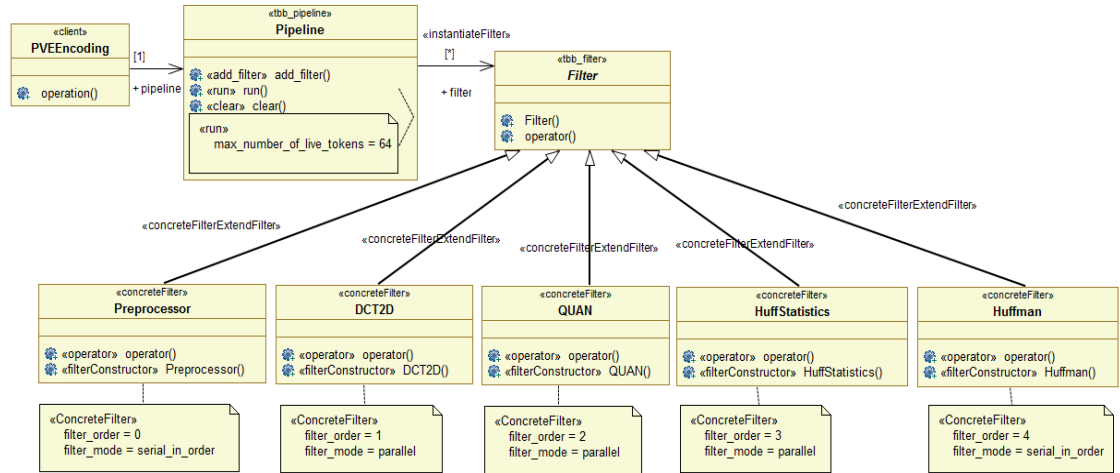 «client»
PVEEncoding
operation()
[1]
+ pipeline
«tbb_pipeline»
Pipeline
«add_filter» add_filter()
«run» run()
«clear» clear()
«run»
max_number_of_live_tokens = 64
«instantiateFilter»
[*]
+ filter
«tbb_filter»
Filter
Filter()
operator()
«concreteFilterExtendFilter»
«concreteFilterExtendFilter»
«concreteFilterExtendFilter»
«concreteFilterExtendFilter»
«concreteFilterExtendFilter»
«concreteFilter»
Preprocessor
«operator» operator()
«filterConstructor» Preprocessor()
«ConcreteFilter»
filter_order = 0
filter_mode = serial_in_order
«concreteFilter»
DCT2D
«operator» operator()
«filterConstructor» DCT2D()
«ConcreteFilter»
filter_order = 1
filter_mode = parallel
«concreteFilter»
QUAN
«operator» operator()
«filterConstructor» QUAN()
«ConcreteFilter»
filter_order = 2
filter_mode = parallel
«concreteFilter»
HuffStatistics
«operator» operator()
«filterConstructor» HuffStatistics()
«ConcreteFilter»
filter_order = 3
filter_mode = parallel
«concreteFilter»
Huffman
«operator» operator()
«filterConstructor» Huffman()
«ConcreteFilter»
filter_order = 4
filter_mode = serial_in_order